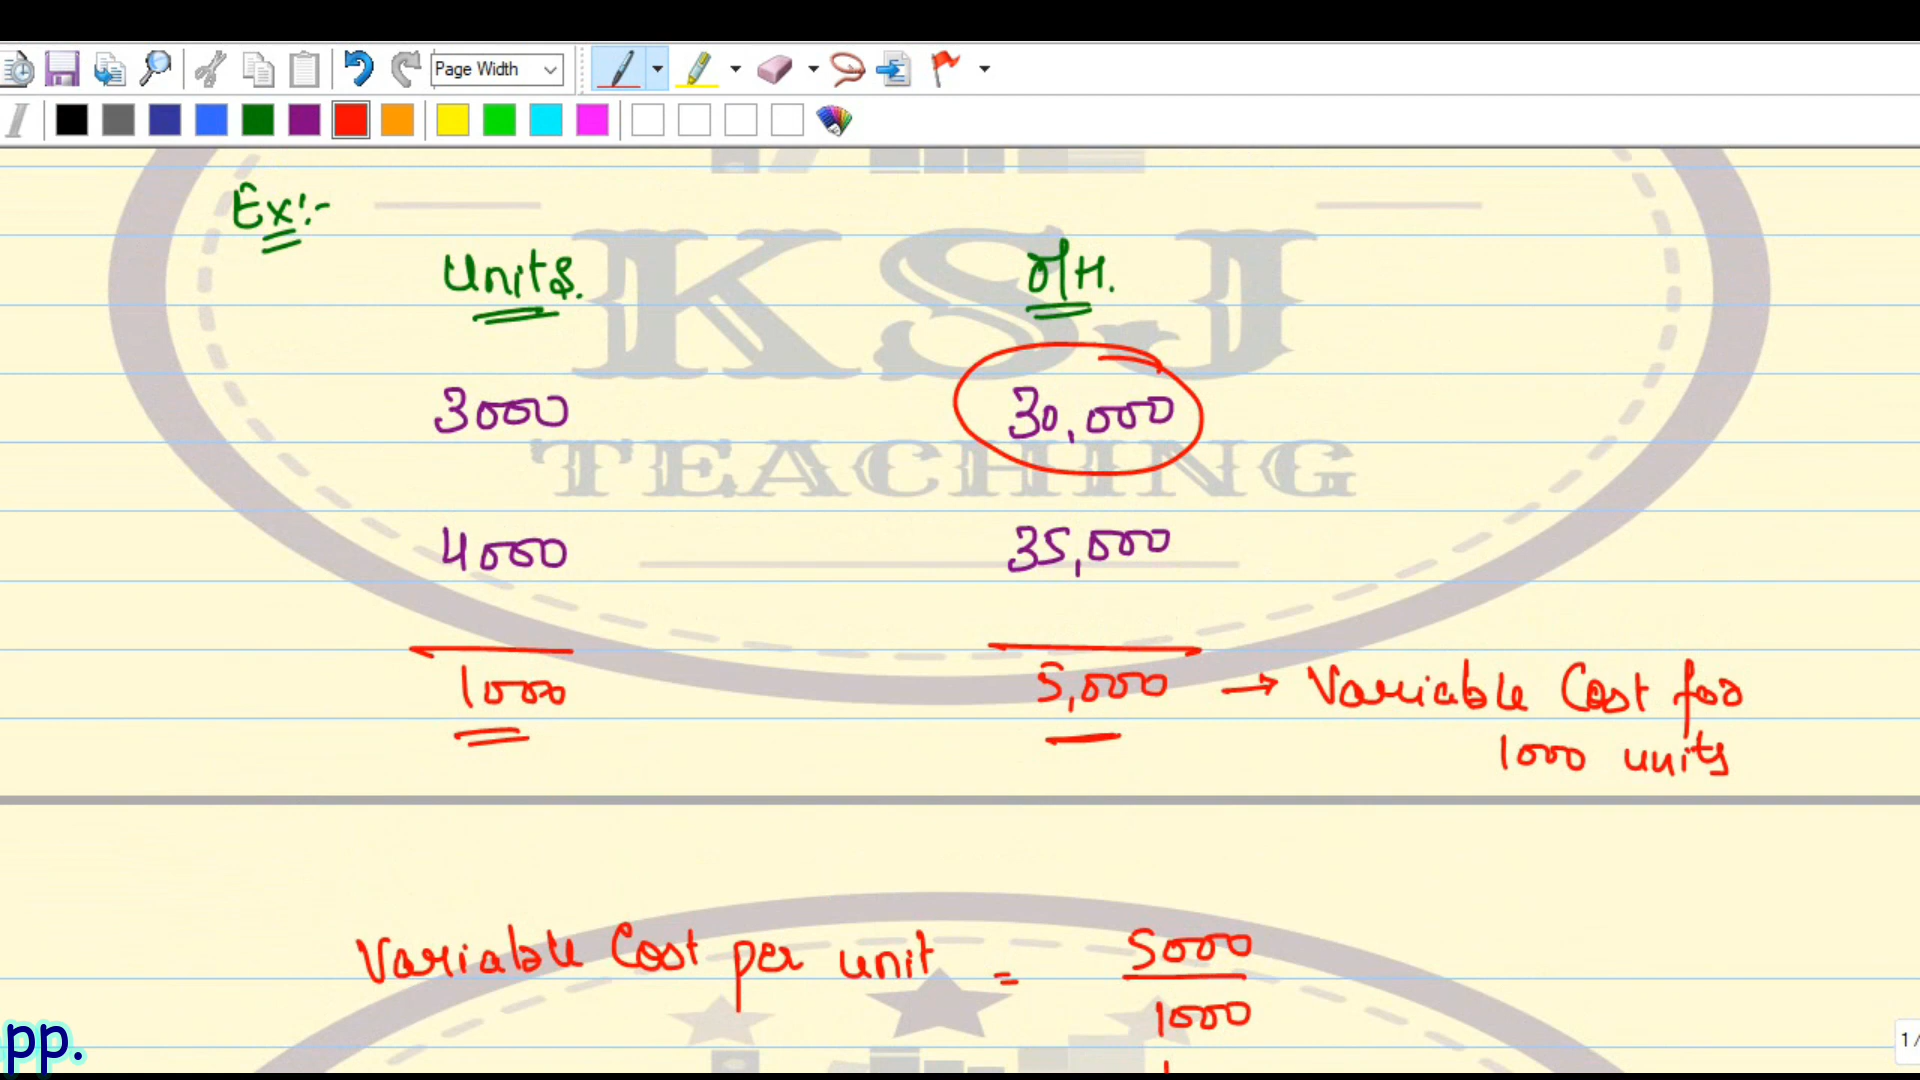 Page Width
Ex:-
Units. O/H.
KSJ
3000 30,000
TEACHING
4000 35,000
1000 5,000 → Variable Cost for
1000 units
Variable Cost per unit = 5000
1000
pp.
1/